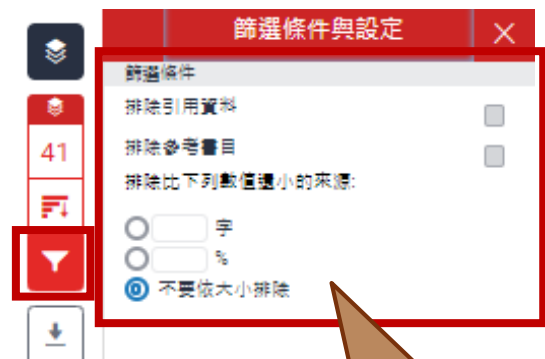 篩選條件與設定
篩選條件
排除引用資料
41
排除參考書目
排除比下列數值還小的來源:
字
%
不要依大小排除